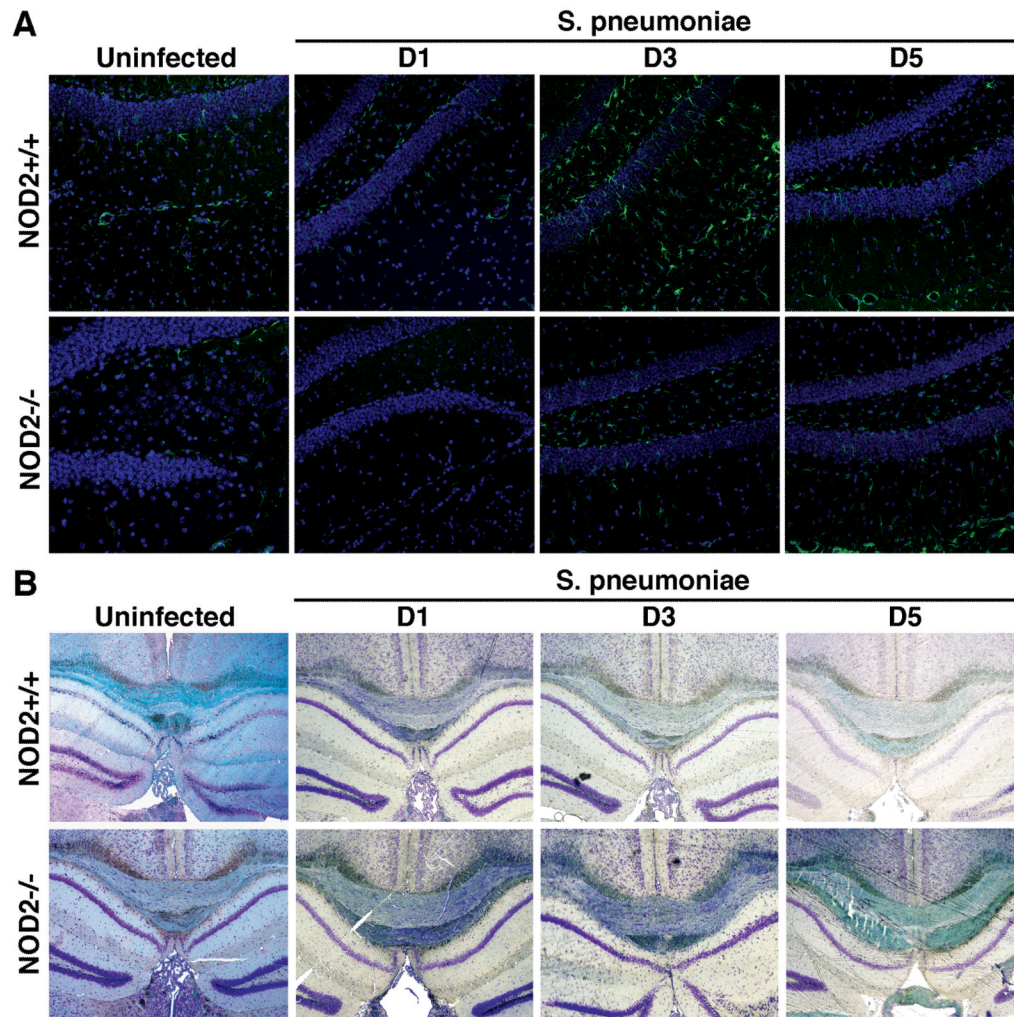 A
S. pneumoniae
Uninfected D1 D3 D5
NOD2+/+
NOD2-/-
B
S. pneumoniae
Uninfected D1 D3 D5
NOD2+/+
NOD2-/-